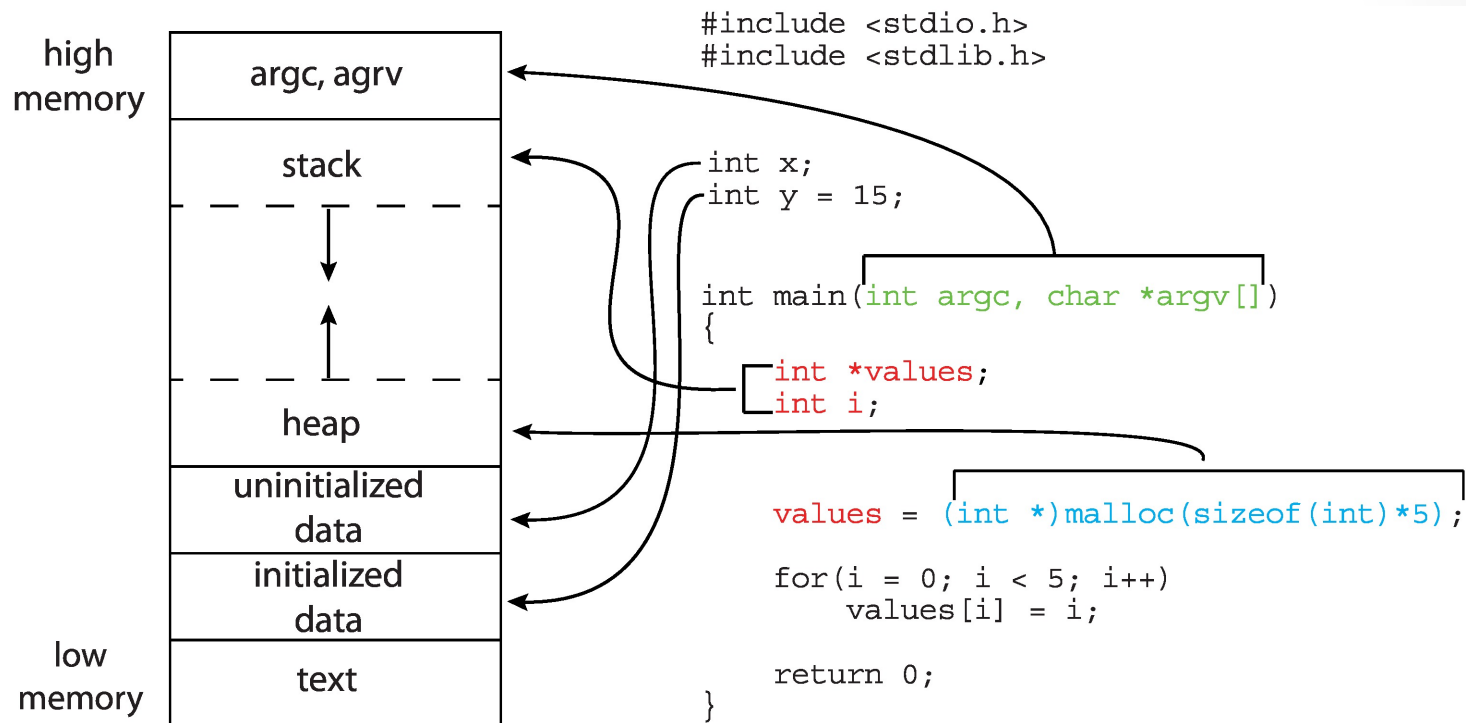 high
memory
argc, agrv
stack
heap
uninitialized
data
initialized
data
low
memory
text
#include <stdio.h>
#include <stdlib.h>
int x;
int y = 15;
int main(int argc, char *argv[])
{
int *values;
int i;
values = (int *)malloc(sizeof(int)*5);
for(i = 0; i < 5; i++)
values[i] = i;
return 0;
}